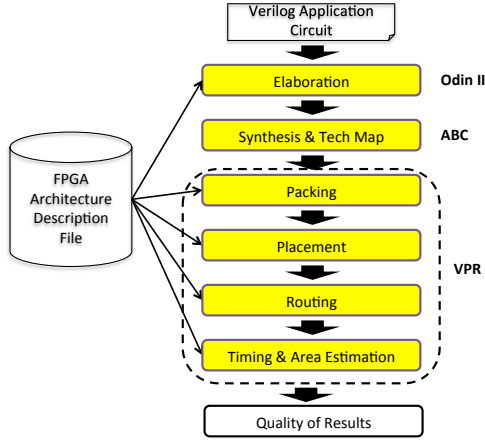 Verilog Application
Circuit
Elaboration
Odin II
Synthesis & Tech Map
ABC
FPGA
Architecture
Description
File
Packing
Placement
VPR
Routing
Timing & Area Estimation
Quality of Results